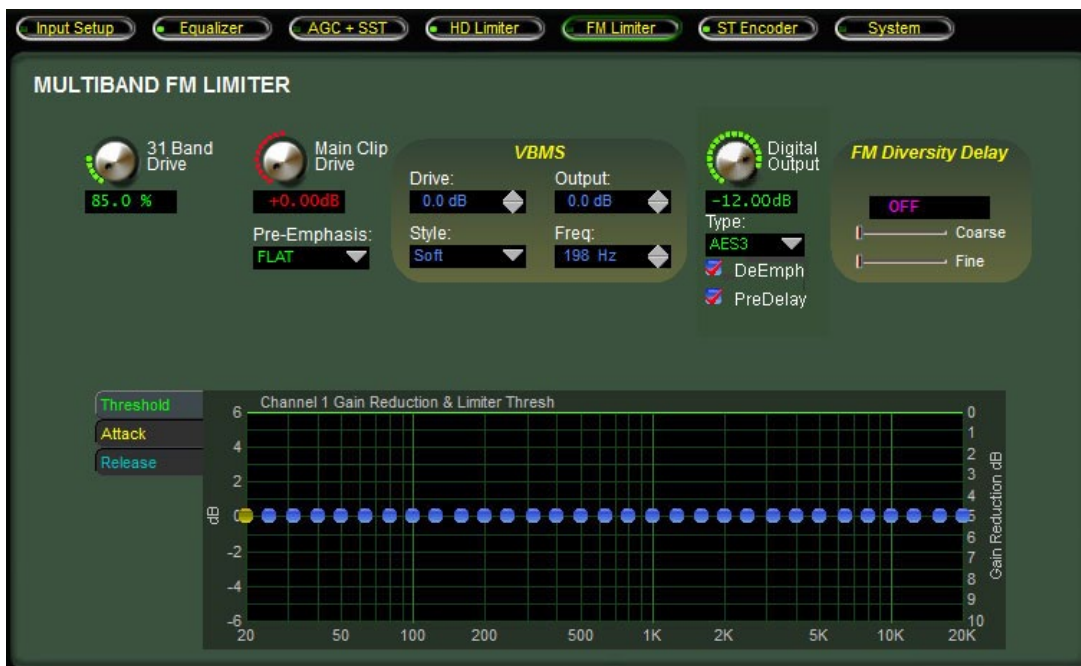 Input Setup
Equalizer
AGC + SST
HD Limiter
FM Limiter
ST Encoder
System
MULTIBAND FM LIMITER
31 Band
Drive
85.0 %
Main Clip
Drive
+0.00dB
Pre-Emphasis:
FLAT
VBMS
Drive:
0.0 dB
Output:
0.0 dB
Style:
Soft
Freq:
198 Hz
Digital
Output
-12.00dB
Type:
AES3
DeEmph
PreDelay
FM Diversity Delay
OFF
Coarse
Fine
Threshold
Attack
Release
Channel 1 Gain Reduction & Limiter Thresh
dB
6
4
2
0
-2
-4
-6
20
50
100
200
500
1K
2K
5K
10K
20K
0
1
2
3
4
5
6
7
8
9
10
Gain Reduction dB